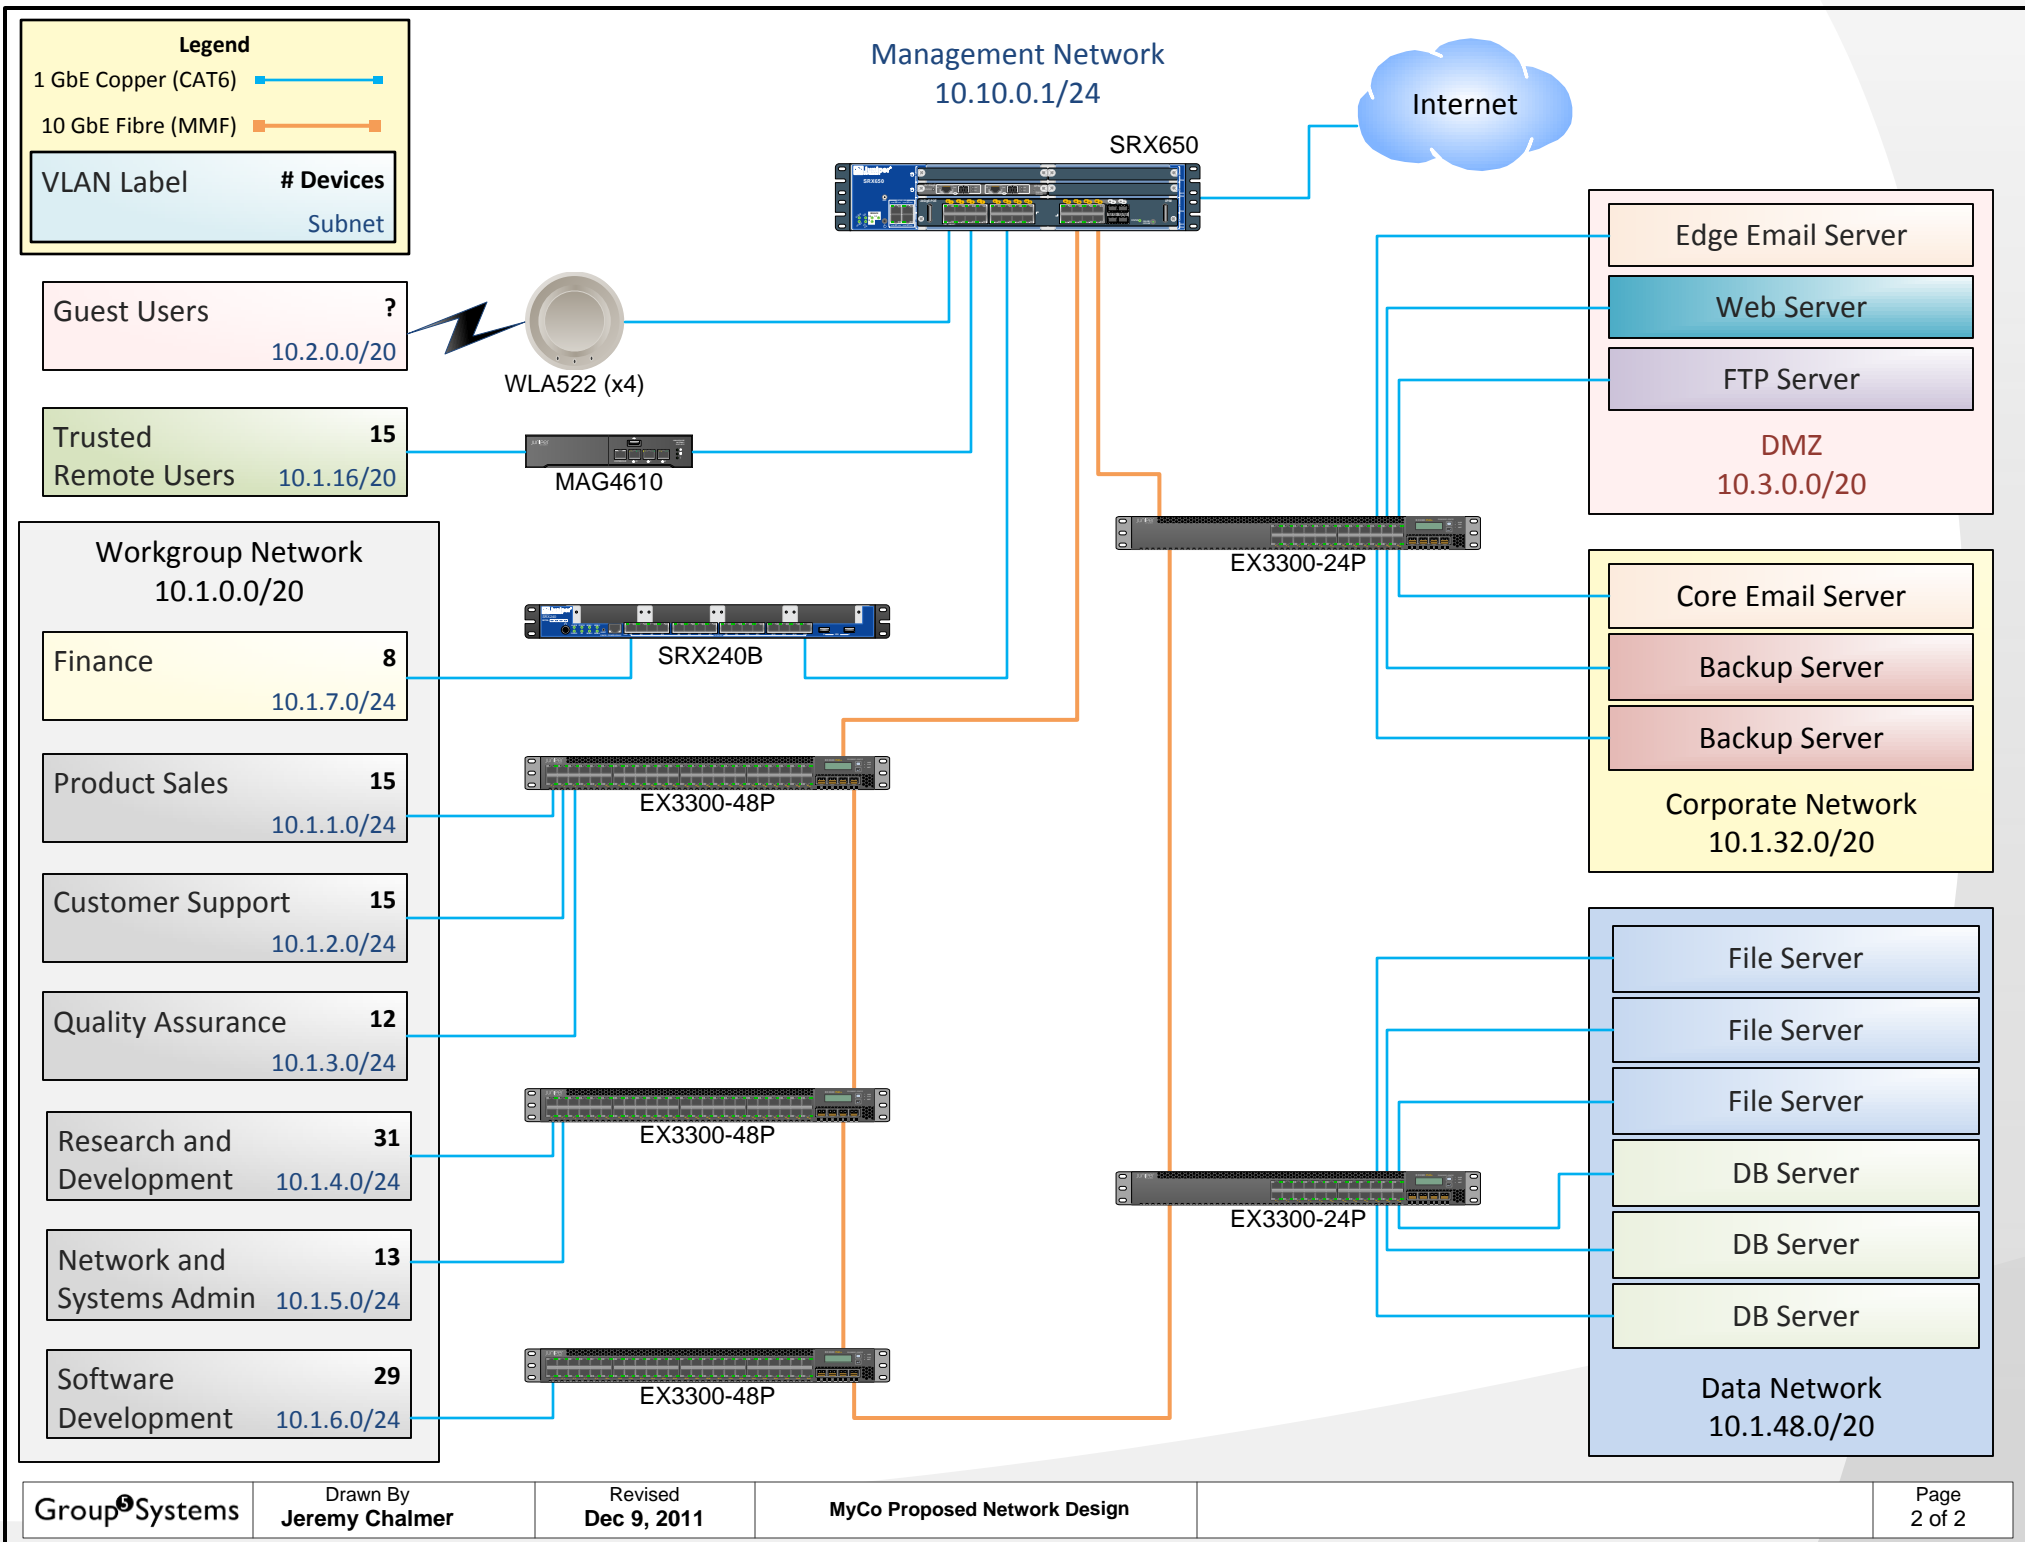 Legend
1 GbE Copper (CAT6)
10 GbE Fibre (MMF)
VLAN Label # Devices
Subnet
Management Network
10.10.0.1/24
Internet
SRX650
Guest Users ?
10.2.0.0/20
WLA522 (x4)
Trusted 15
Remote Users 10.1.16/20
MAG4610
Workgroup Network
10.1.0.0/20
Finance 8
10.1.7.0/24
SRX240B
Product Sales 15
10.1.1.0/24
EX3300-48P
Customer Support 15
10.1.2.0/24
Quality Assurance 12
10.1.3.0/24
Research and 31
Development 10.1.4.0/24
EX3300-48P
Network and 13
Systems Admin 10.1.5.0/24
Software 29
Development 10.1.6.0/24
EX3300-48P
Edge Email Server
Web Server
FTP Server
DMZ
10.3.0.0/20
EX3300-24P
Core Email Server
Backup Server
Backup Server
Corporate Network
10.1.32.0/20
File Server
File Server
File Server
DB Server
DB Server
DB Server
EX3300-24P
Data Network
10.1.48.0/20
Group5Systems
Drawn By
Jeremy Chalmer
Revised
Dec 9, 2011
MyCo Proposed Network Design
Page
2 of 2